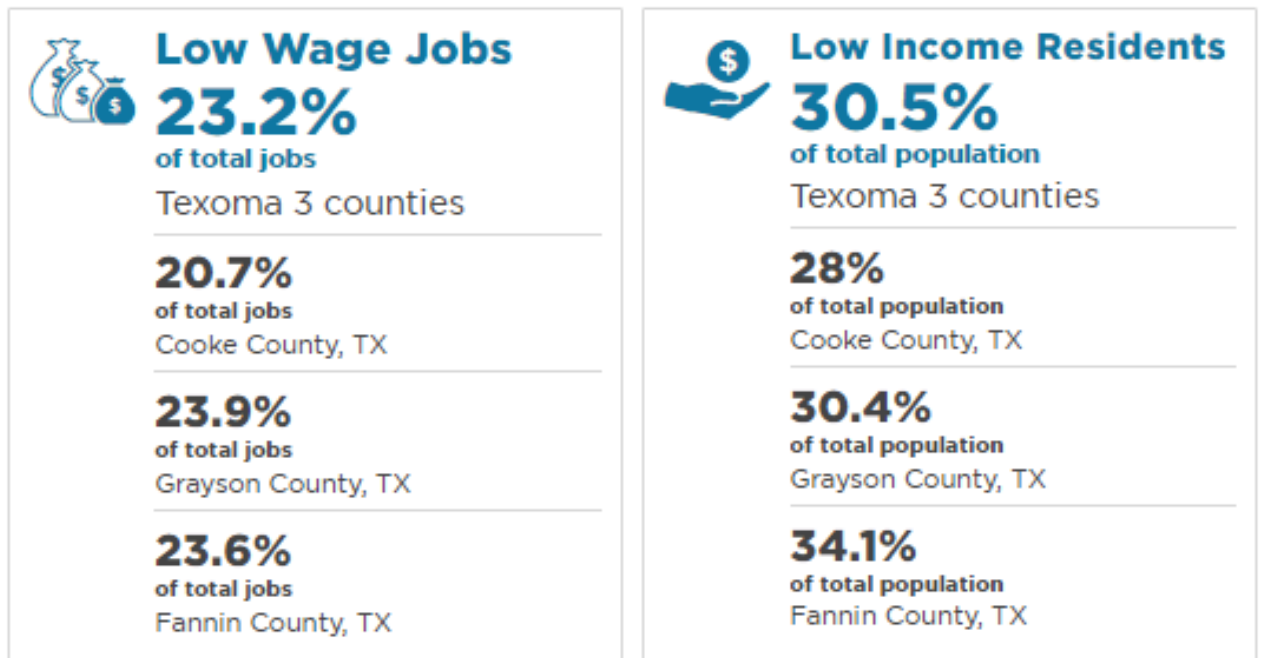 Low Wage Jobs
23.2%
of total jobs
Texoma 3 counties
20.7%
of total jobs
Cooke County, TX
23.9%
of total jobs
Grayson County, TX
23.6%
of total jobs
Fannin County, TX
$
$
$
Low Income Residents
30.5%
of total population
Texoma 3 counties
28%
of total population
Cooke County, TX
30.4%
of total population
Grayson County, TX
34.1%
of total population
Fannin County, TX
$